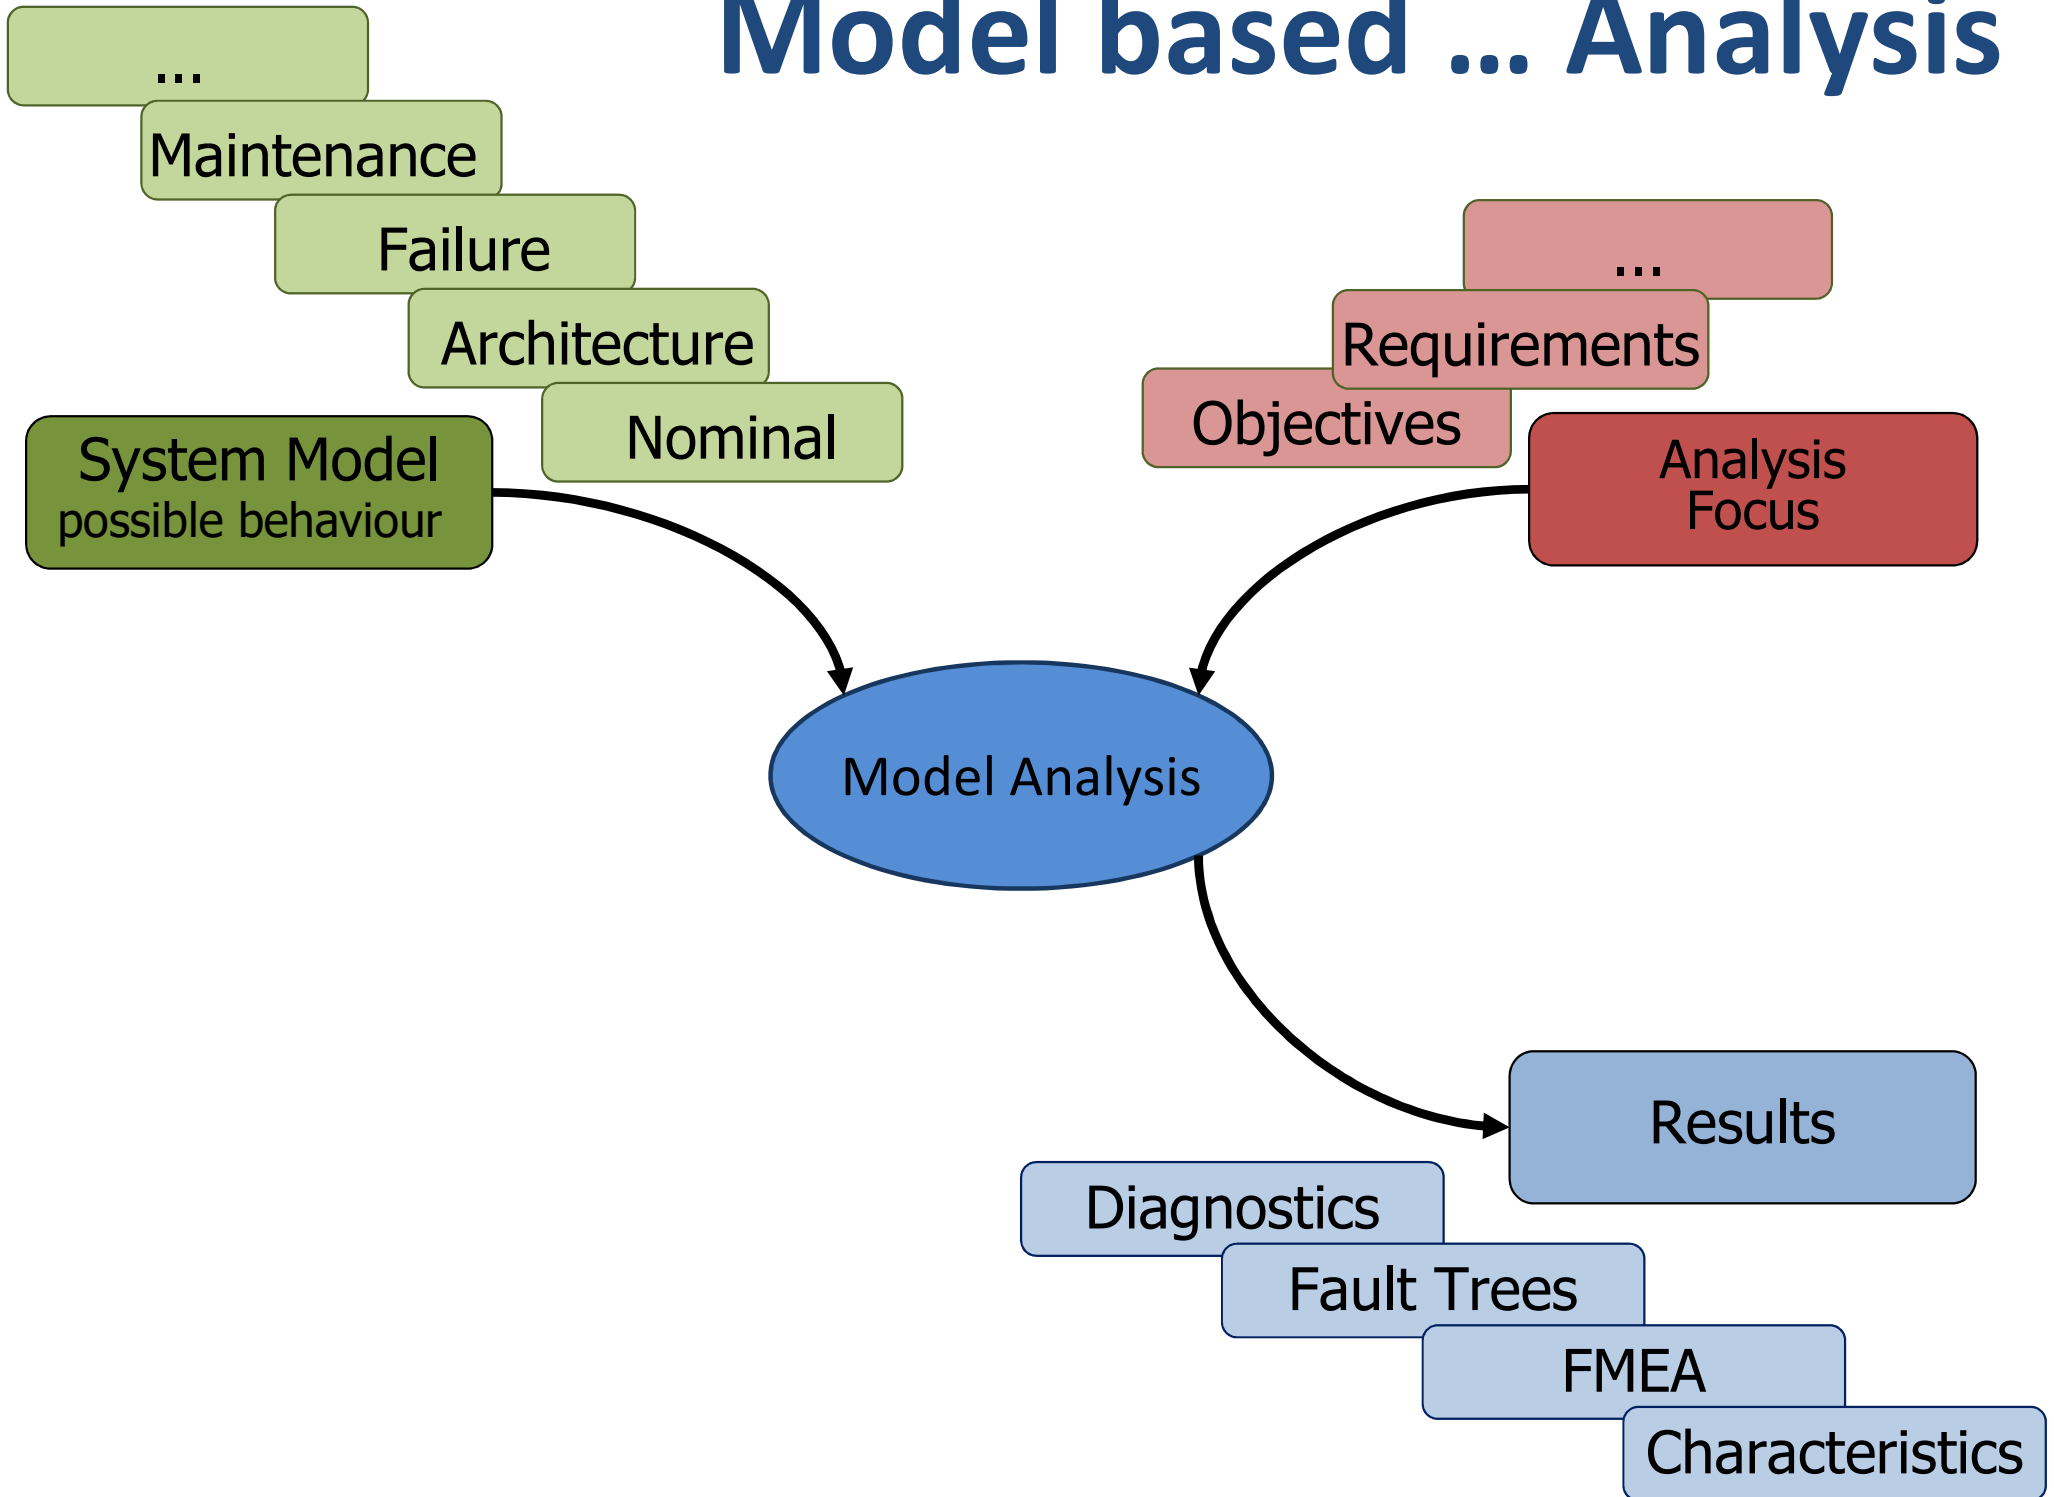 Model based ... Analysis
...
Maintenance
Failure
Architecture
Nominal
System Model
possible behaviour
...
Requirements
Objectives
Analysis
Focus
Model Analysis
Results
Diagnostics
Fault Trees
FMEA
Characteristics